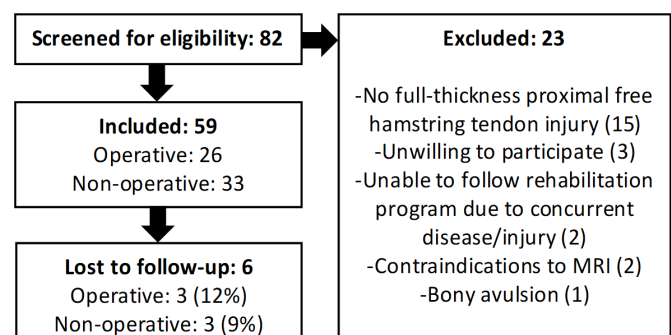 Screened for eligibility: 82
Included: 59
Operative: 26
Non-operative: 33
Lost to follow-up: 6
Operative: 3 (12%)
Non-operative: 3 (9%)
Excluded: 23
-No full-thickness proximal free
hamstring tendon injury (15)
-Unwilling to participate (3)
-Unable to follow rehabilitation
program due to concurrent
disease/injury (2)
-Contraindications to MRI (2)
-Bony avulsion (1)